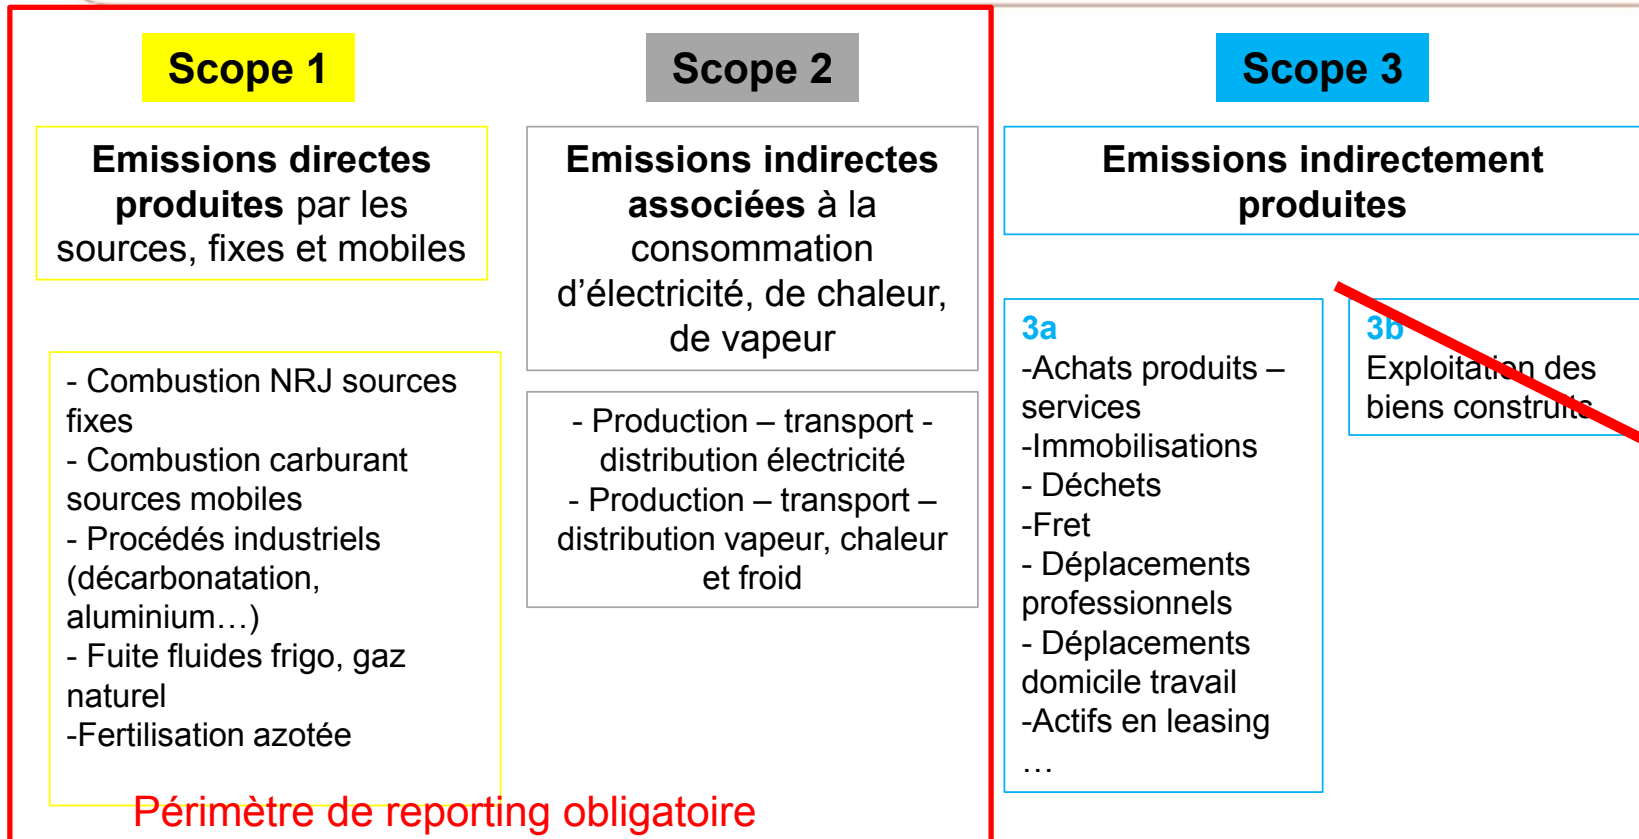 Scope 1
Emissions directes
produites par les
sources, fixes et mobiles
- Combustion NRJ sources
fixes
- Combustion carburant
sources mobiles
- Procédés industriels
(décarbonatation,
aluminium…)
- Fuite fluides frigo, gaz
naturel
-Fertilisation azotée
Scope 2
Emissions indirectes
associées à la
consommation
d’électricité, de chaleur,
de vapeur
- Production – transport -
distribution électricité
- Production – transport –
distribution vapeur, chaleur
et froid
Périmètre de reporting obligatoire
Scope 3
Emissions indirectement
produites
3a
-Achats produits –
services
-Immobilisations
- Déchets
-Fret
- Déplacements
professionnels
- Déplacements
domicile travail
-Actifs en leasing
…
3b
Exploitation des
biens construits